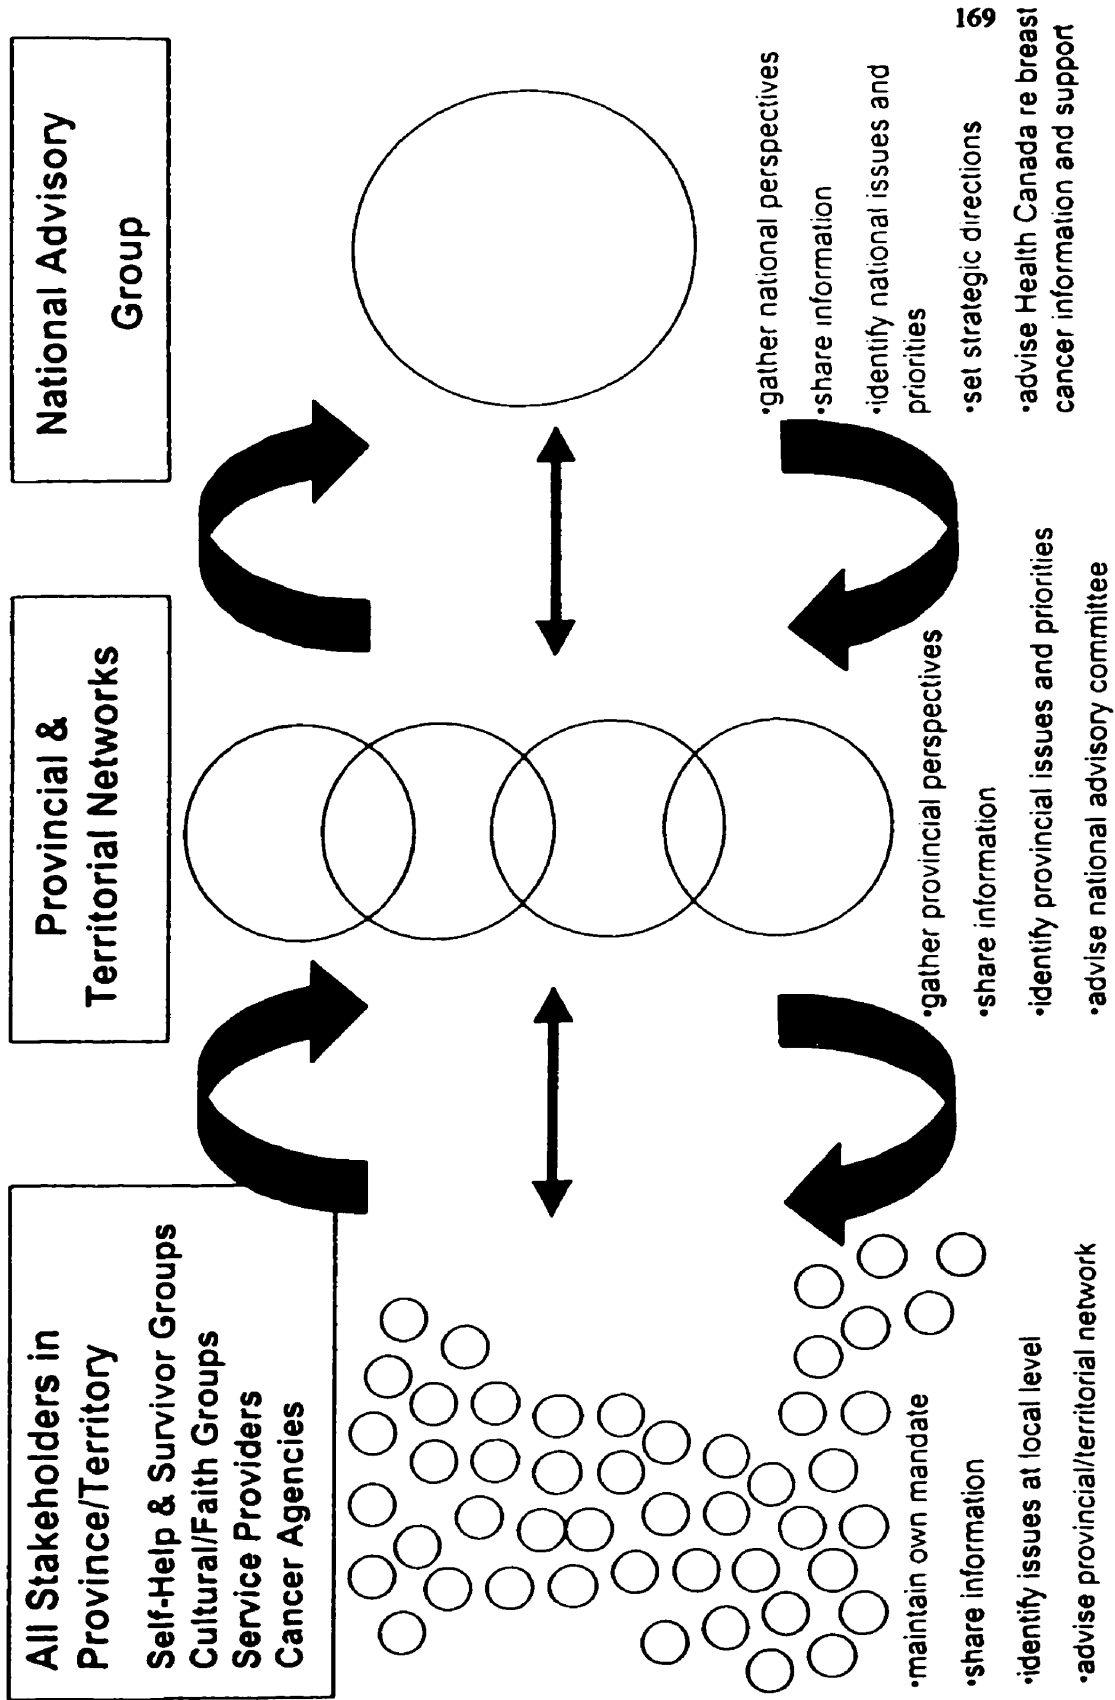 All Stakeholders in
Province/Territory
Self-Help & Survivor Groups
Cultural/Faith Groups
Service Providers
Cancer Agencies
Provincial &
Territorial Networks
National Advisory
Group
•maintain own mandate
•share information
•identify issues at local level
•advise provincial/territorial network
•gather provincial perspectives
•share information
•identify provincial issues and priorities
•advise national advisory committee
•gather national perspectives
•share information
•identify national issues and
priorities
•set strategic directions
•advise Health Canada re breast
cancer information and support
169